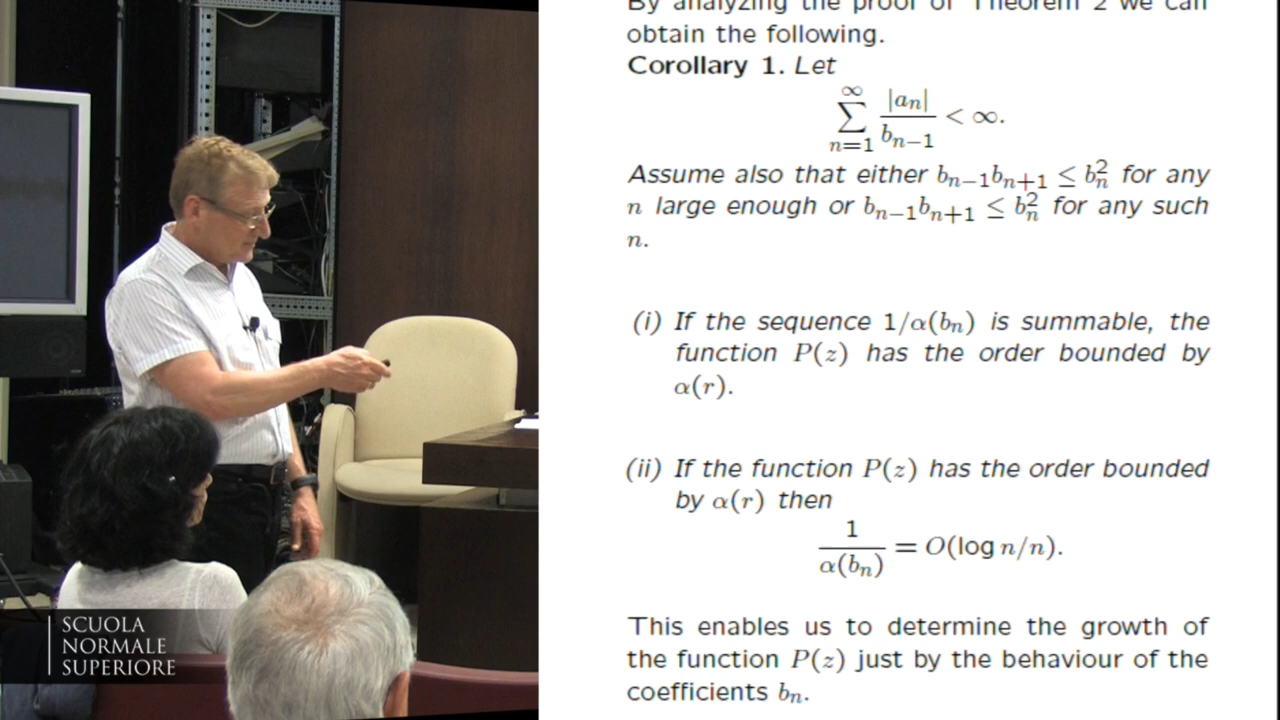 By analyzing the proof of Theorem 2 we can
obtain the following.
Corollary 1. Let
∑_{n=1}^{∞} |a_n| / b_{n−1} < ∞.
Assume also that either b_{n−1}b_{n+1} ≤ b_n^2 for any
n large enough or b_{n−1}b_{n+1} ≤ b_n^2 for any such
n.
(i) If the sequence 1/α(b_n) is summable, the
function P(z) has the order bounded by
α(r).
(ii) If the function P(z) has the order bounded
by α(r) then
1 / α(b_n) = O(log n/n).
This enables us to determine the growth of
the function P(z) just by the behaviour of the
coefficients b_n.
SCUOLA
NORMALE
SUPERIORE